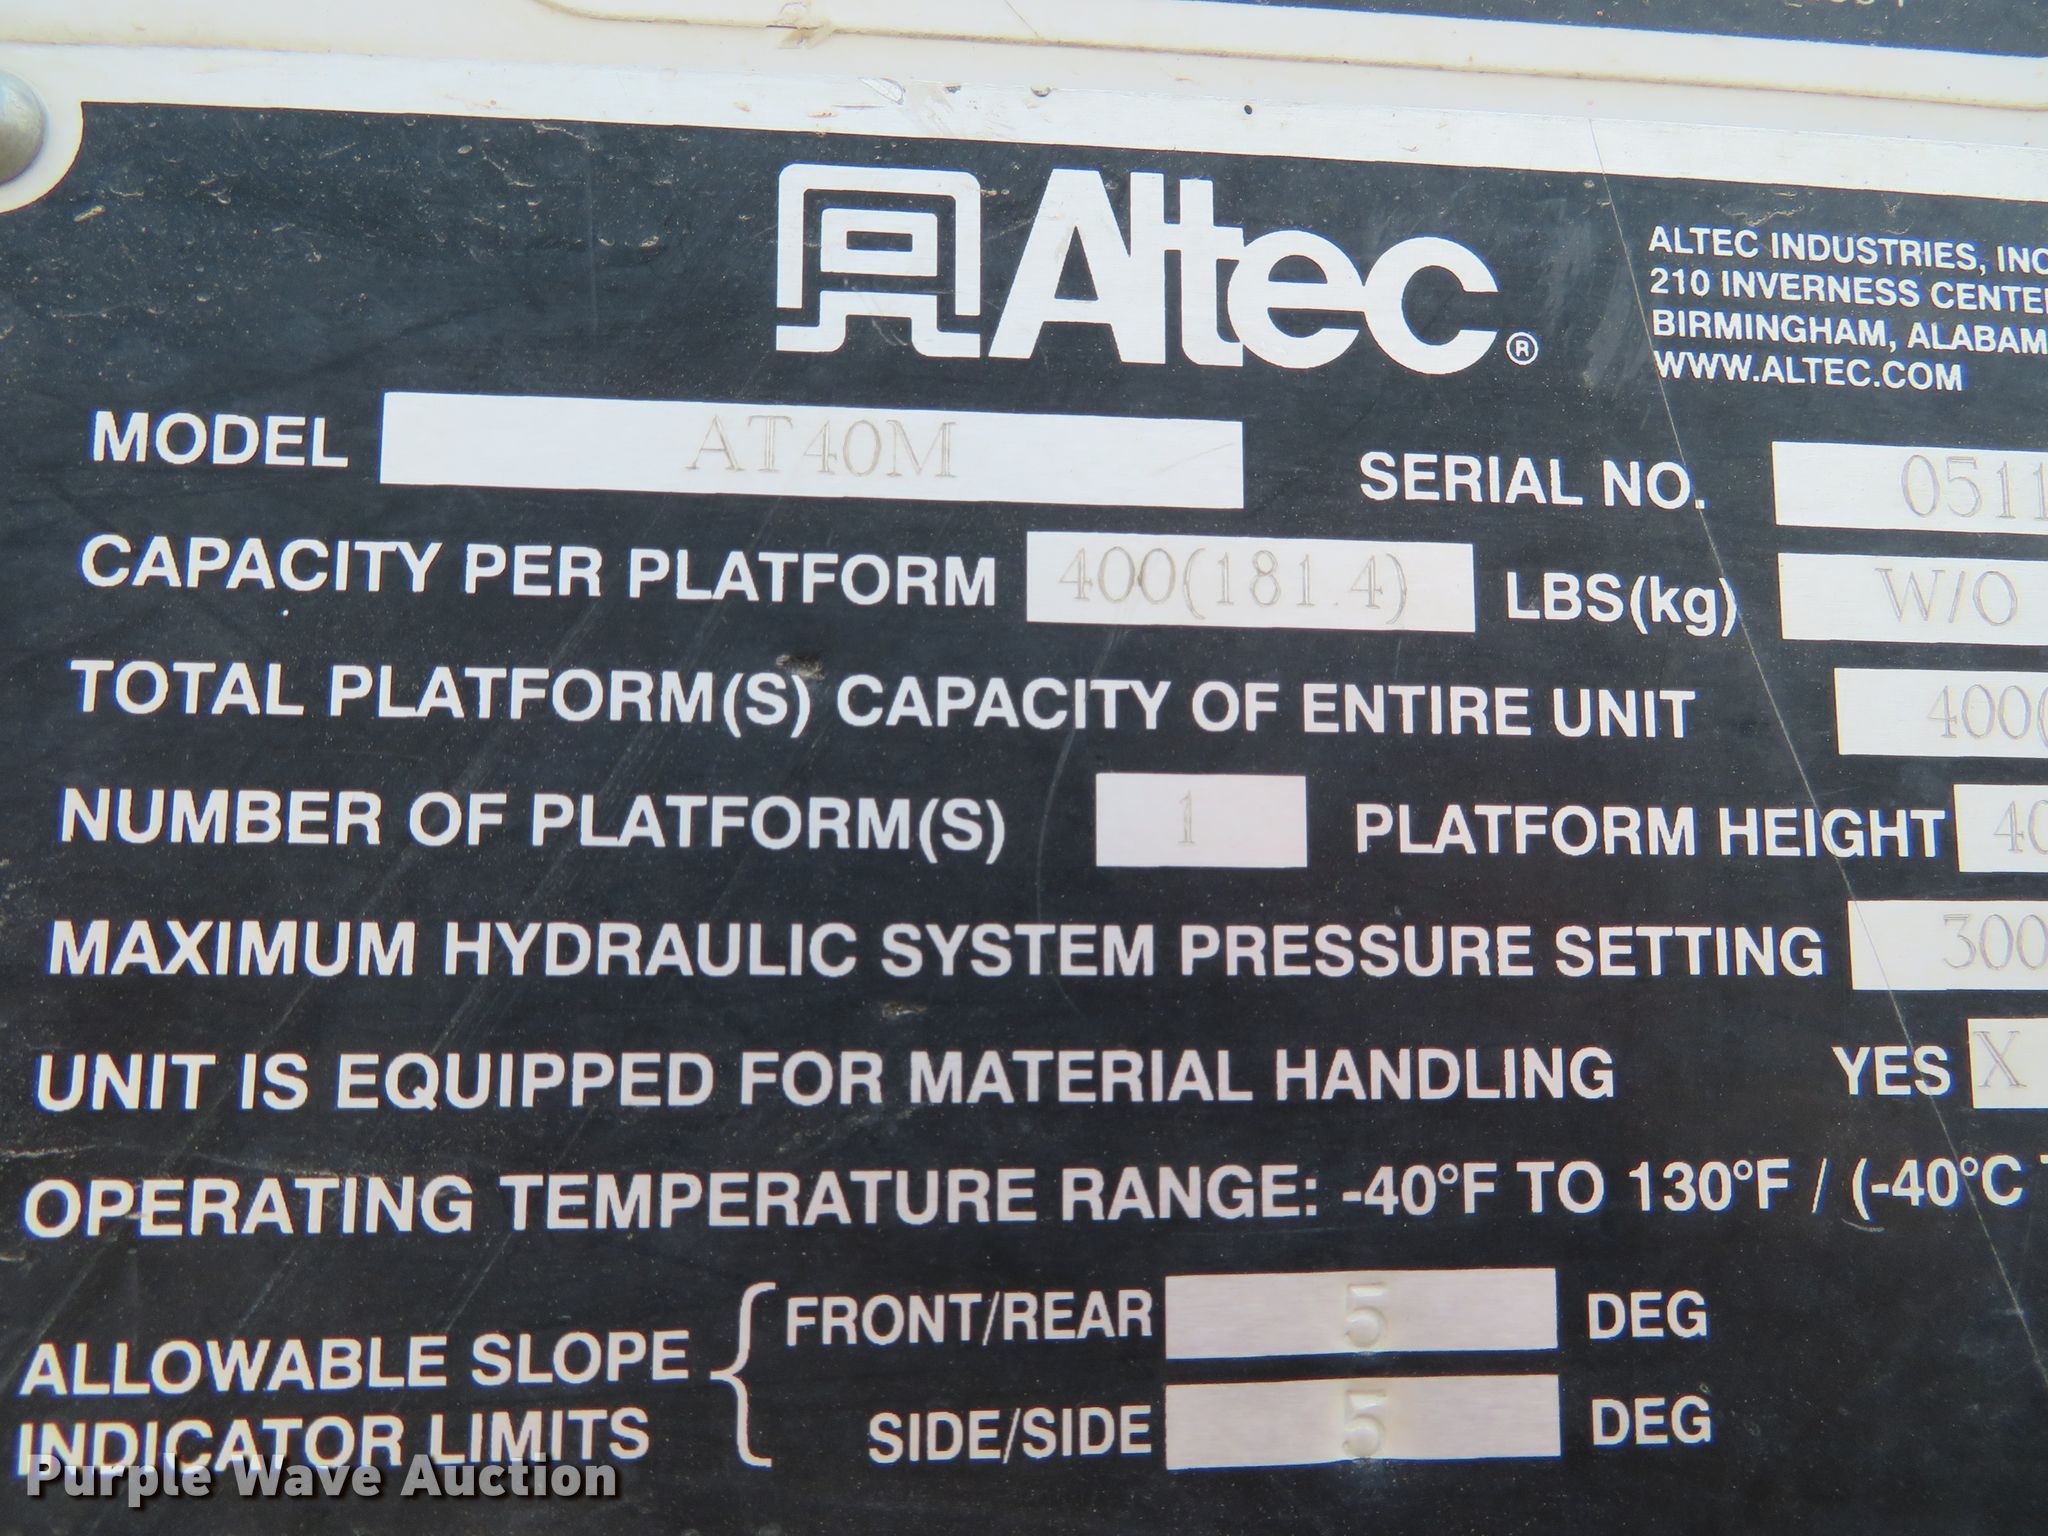 Altec®
ALTEC INDUSTRIES, INC
210 INVERNESS CENTE
BIRMINGHAM, ALABAM
WWW.ALTEC.COM
MODEL AT40M SERIAL NO. 0511
CAPACITY PER PLATFORM 400(181.4) LBS(kg) W/O
TOTAL PLATFORM(S) CAPACITY OF ENTIRE UNIT 400(
NUMBER OF PLATFORM(S) 1 PLATFORM HEIGHT 40
MAXIMUM HYDRAULIC SYSTEM PRESSURE SETTING 300
UNIT IS EQUIPPED FOR MATERIAL HANDLING YES X
OPERATING TEMPERATURE RANGE: -40°F TO 130°F / (-40°C T
ALLOWABLE SLOPE INDICATOR LIMITS
FRONT/REAR 5 DEG
SIDE/SIDE 5 DEG
Purple Wave Auction